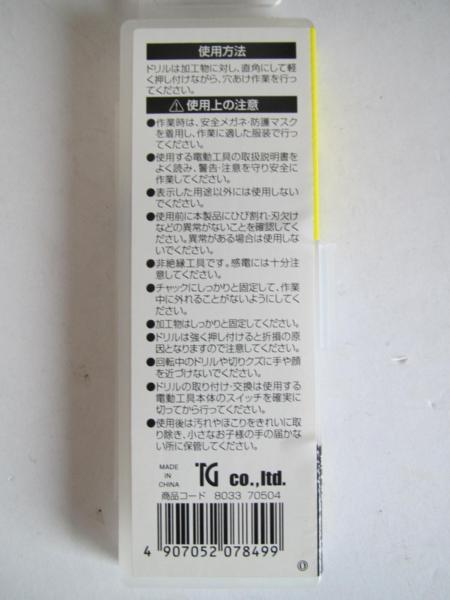 使用方法
ドリルは加工物に対し、直角にして軽
く押し付けながら、穴あけ作業を行っ
てください。
⚠使用上の注意
●作業時は、安全メガネ・防護マスク
を着用し、作業に適した服装で行っ
てください。
●使用する電動工具の取扱説明書を
よく読み、警告・注意を守り安全に
作業してください。
●表示した用途以外には使用しない
でください。
●使用前に本製品にひび割れ・刃欠け
などの異常がないことを確認してく
ださい。異常がある場合は使用しな
いでください。
●非絶縁工具です。感電には十分注
意してください。
●チャックにしっかりと固定して、作業
中に外れることがないようにしてく
ださい。
●加工物はしっかりと固定してください。
●ドリルは強く押し付けると折損の原
因となりますので注意してください。
●回転中のドリルや切りクズに手や顔
を近づけないでください。
●ドリルの取り付け・交換は使用する
電動工具本体のスイッチを確実に
切ってから行ってください。
●使用後は汚れやほこりをきれいに取
り除き、小さなお子様の手の届かな
い所に保管してください。
MADE
IN
CHINA
TG co.,ltd.
商品コード 8033 70504
4 907052 078499